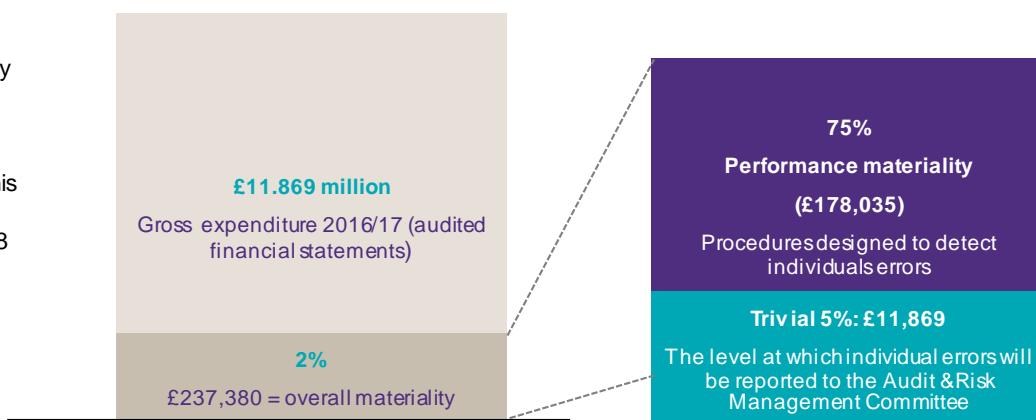 y
is
8
£11.869 million
Gross expenditure 2016/17 (audited
financial statements)
2%
£237,380 = overall materiality
75%
Performance materiality
(£178,035)
Procedures designed to detect
individuals errors
Trivial 5%: £11,869
The level at which individual errors will
be reported to the Audit & Risk
Management Committee